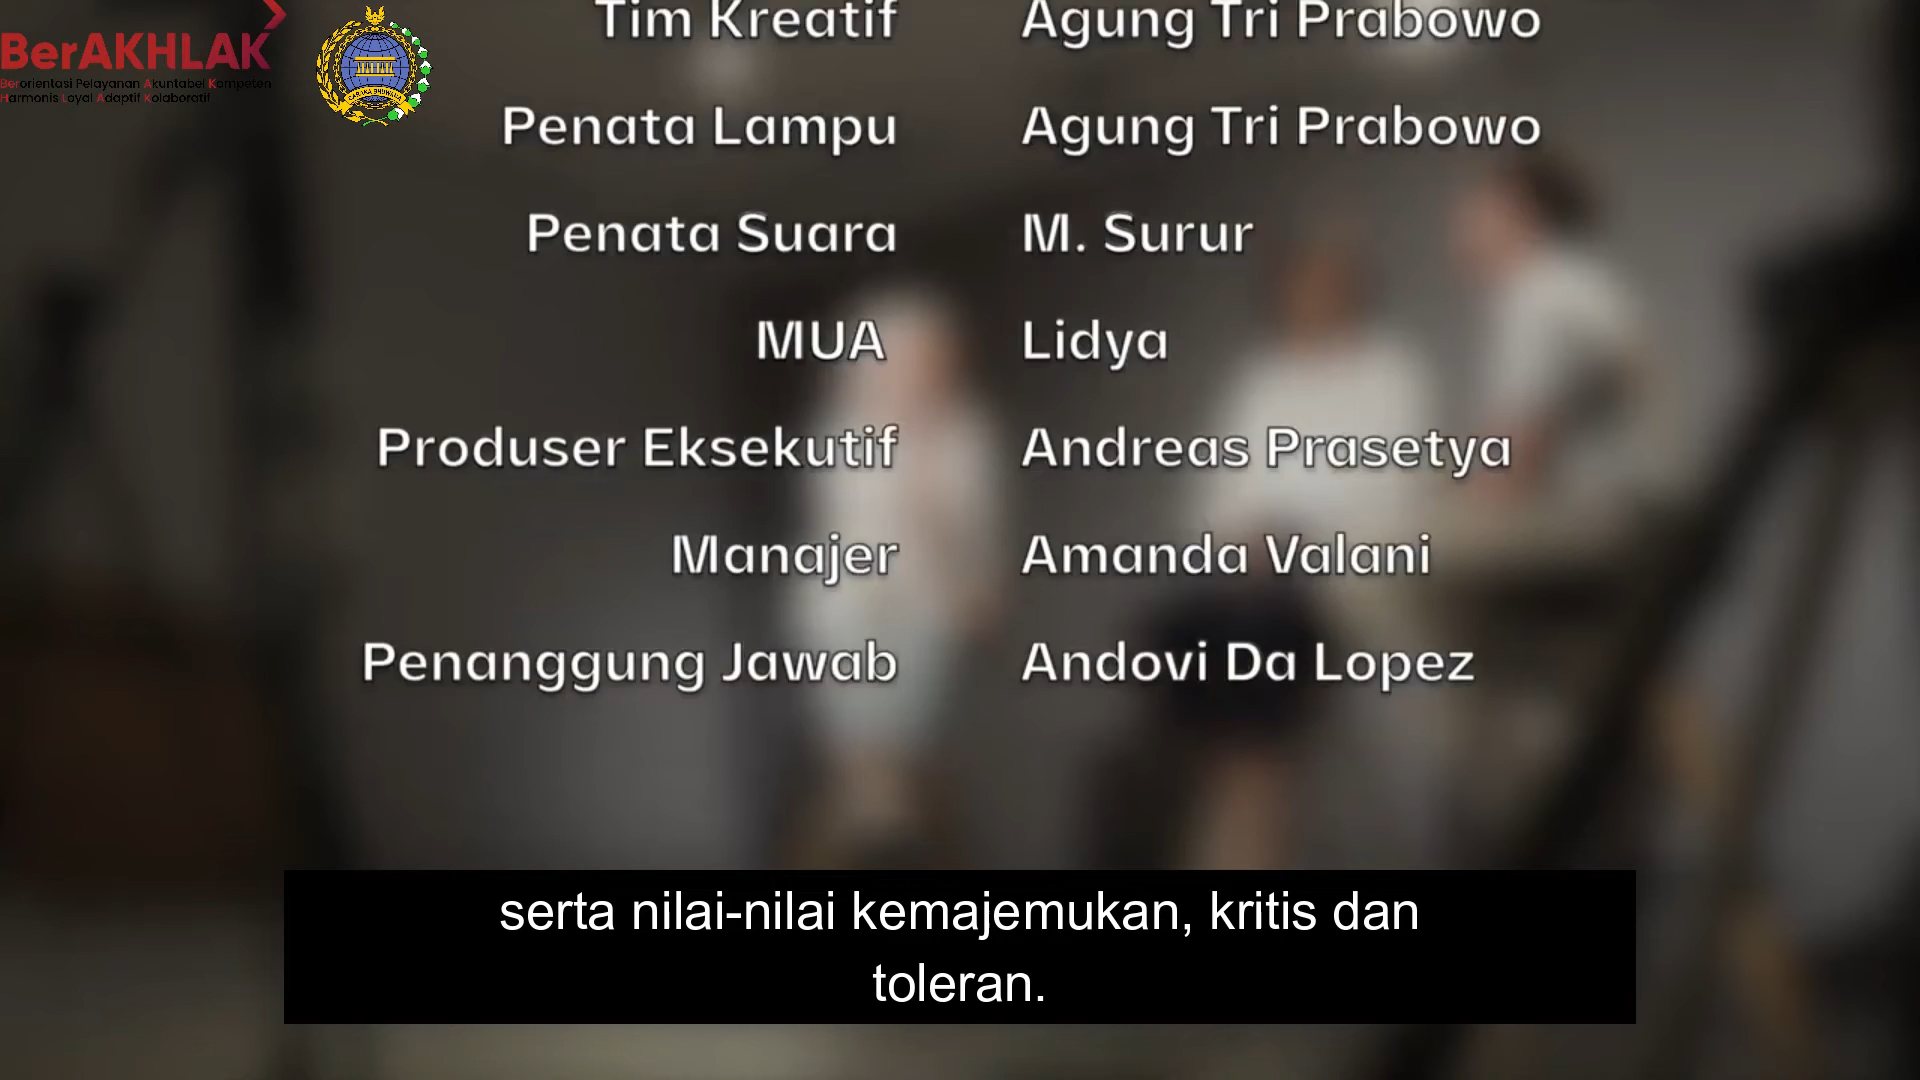 BerAKHLAK
Berorientasi Pelayanan Akuntabel Kompeten
Harmonis Loyal Adaptif Kolaboratif
CARAKA BHUWANA
Tim Kreatif Agung Tri Prabowo
Penata Lampu Agung Tri Prabowo
Penata Suara M. Surur
MUA Lidya
Produser Eksekutif Andreas Prasetya
Manajer Amanda Valani
Penanggung Jawab Andovi Da Lopez
serta nilai-nilai kemajemukan, kritis dan
toleran.